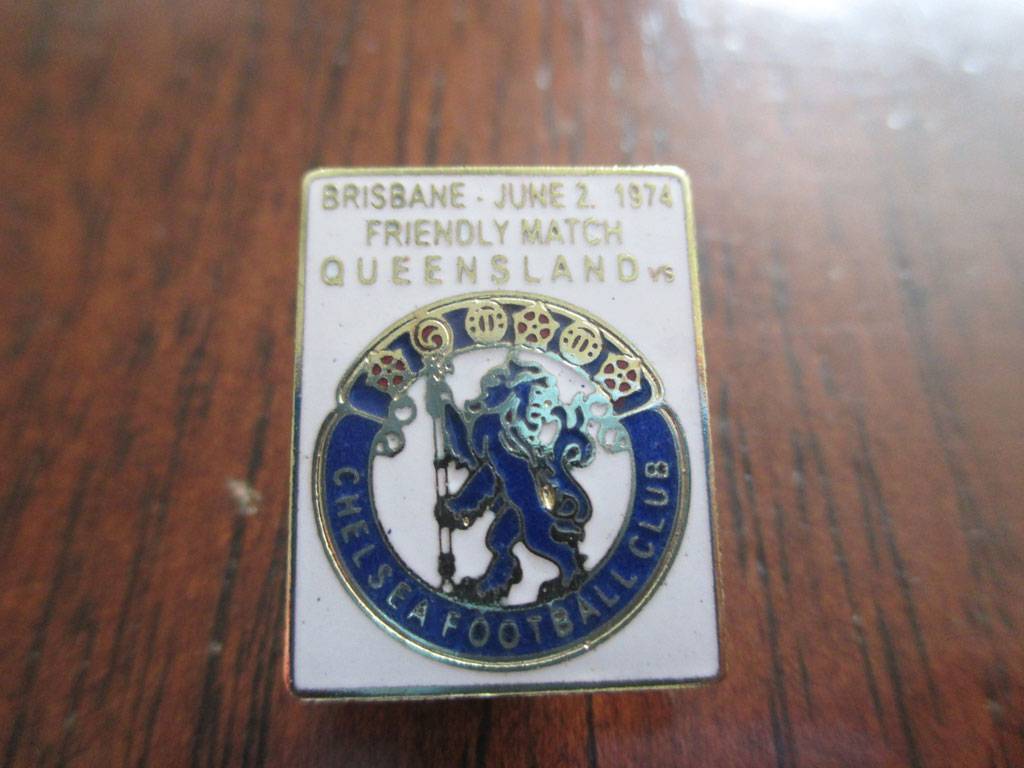 BRISBANE - JUNE 2. 1974
FRIENDLY MATCH
QUEENSLAND VS
CHELSEA FOOTBALL CLUB